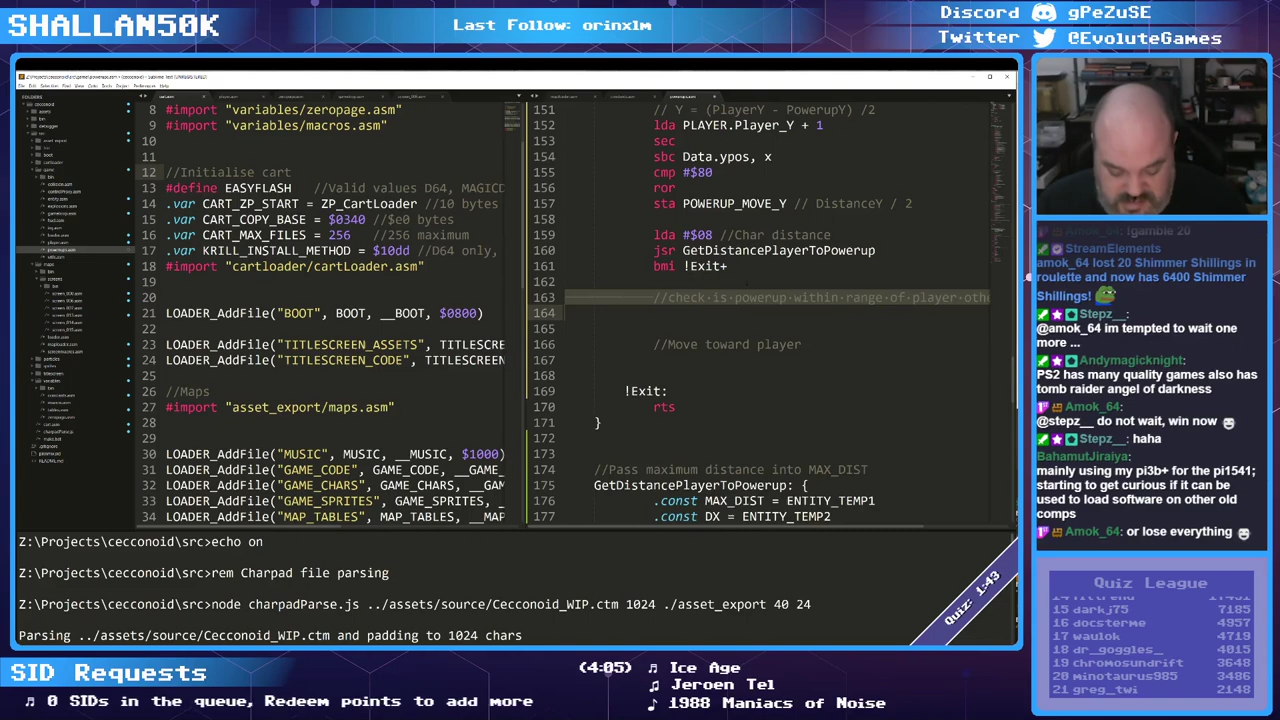 SHALLAN50K
Last Follow: orinxlm
Discord gPeZuSE
Twitter @EvoluteGames
FOLDERS
8 #import "variables/zeropage.asm"
9 #import "variables/macros.asm"
10
11
12 //Initialise cart
13 #define EASYFLASH //Valid values D64, MAGICD
14 .var CART_ZP_START = ZP_CartLoader
15 .var CART_COPY_BASE = $0340 //$e0 bytes
16 .var CART_MAX_FILES = 256 //256 maximum
17 .var KRILL_INSTALL_METHOD = $10dd //D64 only,
18 #import "cartloader/cartLoader.asm"
19
20
21 LOADER_AddFile("BOOT", BOOT, __BOOT, $0800)
22
23 LOADER_AddFile("TITLESCREEN_ASSETS", TITLESCRE
24 LOADER_AddFile("TITLESCREEN_CODE", TITLESCREEN
25
26 //Maps
27 #import "asset_export/maps.asm"
28
29
30 LOADER_AddFile("MUSIC", MUSIC, __MUSIC, $1000)
31 LOADER_AddFile("GAME_CODE", GAME_CODE, __GAME_
32 LOADER_AddFile("GAME_CHARS", GAME_CHARS, __GAM
33 LOADER_AddFile("GAME_SPRITES", GAME_SPRITES, _
34 LOADER_AddFile("MAP_TABLES", MAP_TABLES, __MAP
151 // Y = (PlayerY - PowerupY) /2
152 lda PLAYER.Player_Y + 1
153 sec
154 sbc Data.ypos, x
155 cmp #$80
156 ror
157 sta POWERUP_MOVE_Y // DistanceY / 2
158
159 lda #$08 //Char distance
160 jsr GetDistancePlayerToPowerup
161 bmi !Exit+
162
163 //check is powerup within range of player othe
164
165
166 //Move toward player
167
168
169 !Exit:
170 rts
171 }
172
173
174 //Pass maximum distance into MAX_DIST
175 GetDistancePlayerToPowerup: {
176 .const MAX_DIST = ENTITY_TEMP1
177 .const DX = ENTITY_TEMP2
Z:\Projects\cecconoid\src>echo on
Z:\Projects\cecconoid\src>rem Charpad file parsing
Z:\Projects\cecconoid\src>node charpadParse.js ../assets/source/Cecconoid_WIP.ctm 1024 ./asset_export 40 24
Parsing ../assets/source/Cecconoid_WIP.ctm and padding to 1024 chars
Quiz: 1:43
Amok_64: !gamble 20
StreamElements:
amok_64 lost 20 Shimmer Shillings in
roulette and now has 6400 Shimmer
Shillings!
Stepz__:
@amok_64 im tempted to wait one
more ...
Andymagicknight:
PS2 has many quality games also has
tomb raider angel of darkness
Amok_64:
@stepz__ do not wait, win now
Stepz__: haha
BahamutJiraiya:
mainly using my pi3b+ for the pi1541;
starting to get curious if it can be
used to load software on other old
comps
Amok_64: or lose everything
Quiz League
15 darkj75 7185
16 docsterme 4957
17 waulok 4719
18 dr_goggles_ 4015
19 chromosundrift 3648
20 minotaurus985 3486
21 greg_twi 2148
SID Requests
0 SIDs in the queue, Redeem points to add more
(4:05) Ice Age
Jeroen Tel
1988 Maniacs of Noise